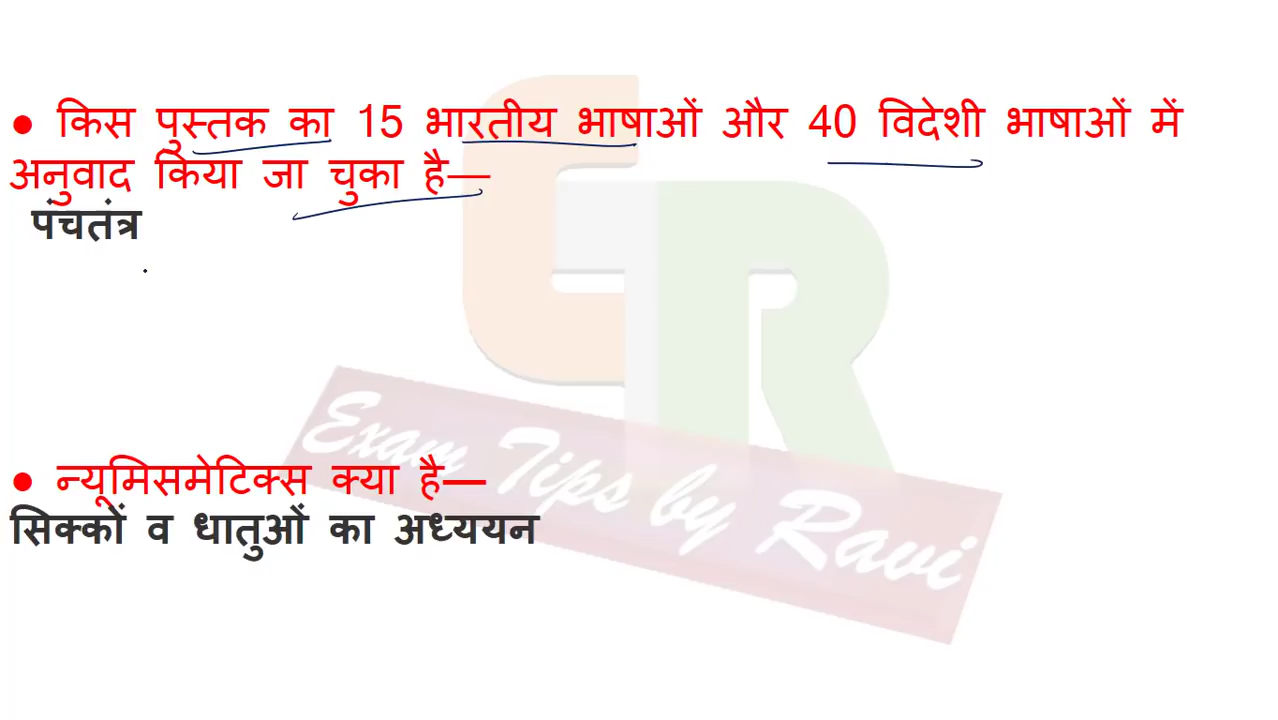 ● किस पुस्तक का 15 भारतीय भाषाओं और 40 विदेशी भाषाओं में
अनुवाद किया जा चुका है—
पंचतंत्र
● न्यूमिसमेटिक्स क्या है—
सिक्कों व धातुओं का अध्ययन
Exam Tips by Ravi